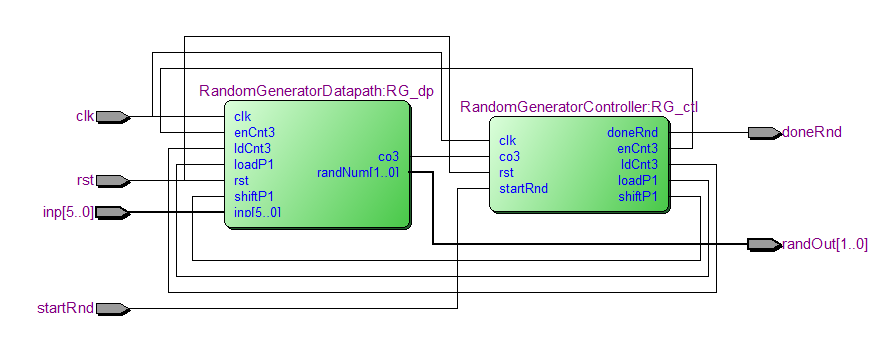 RandomGeneratorDatapath:RG_dp
RandomGeneratorController:RG_ctl
clk
rst
inp[5..0]
startRnd
clk
enCnt3
ldCnt3
loadP1
rst
shiftP1
inp[5..0]
co3
randNum[1..0]
clk
co3
rst
startRnd
doneRnd
enCnt3
ldCnt3
loadP1
shiftP1
doneRnd
randOut[1..0]